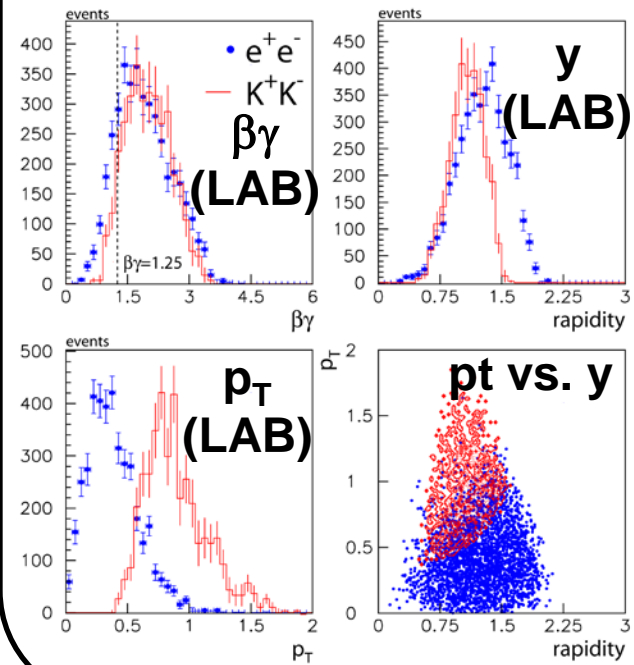 events
400
350
300
250
200
150
100
50
0
e⁺e⁻
K⁺K⁻
βγ
(LAB)
βγ=1.25
0 1.5 3 4.5 6
βγ
events
450
400
350
300
250
200
150
100
50
0
y
(LAB)
0 0.75 1.5 2.25 3
rapidity
events
500
400
300
200
100
0
p_T
(LAB)
0 0.5 1 1.5 2
p_T
p_T
2
1.5
1
0.5
0
pt vs. y
0 0.75 1.5 2.25 3
rapidity